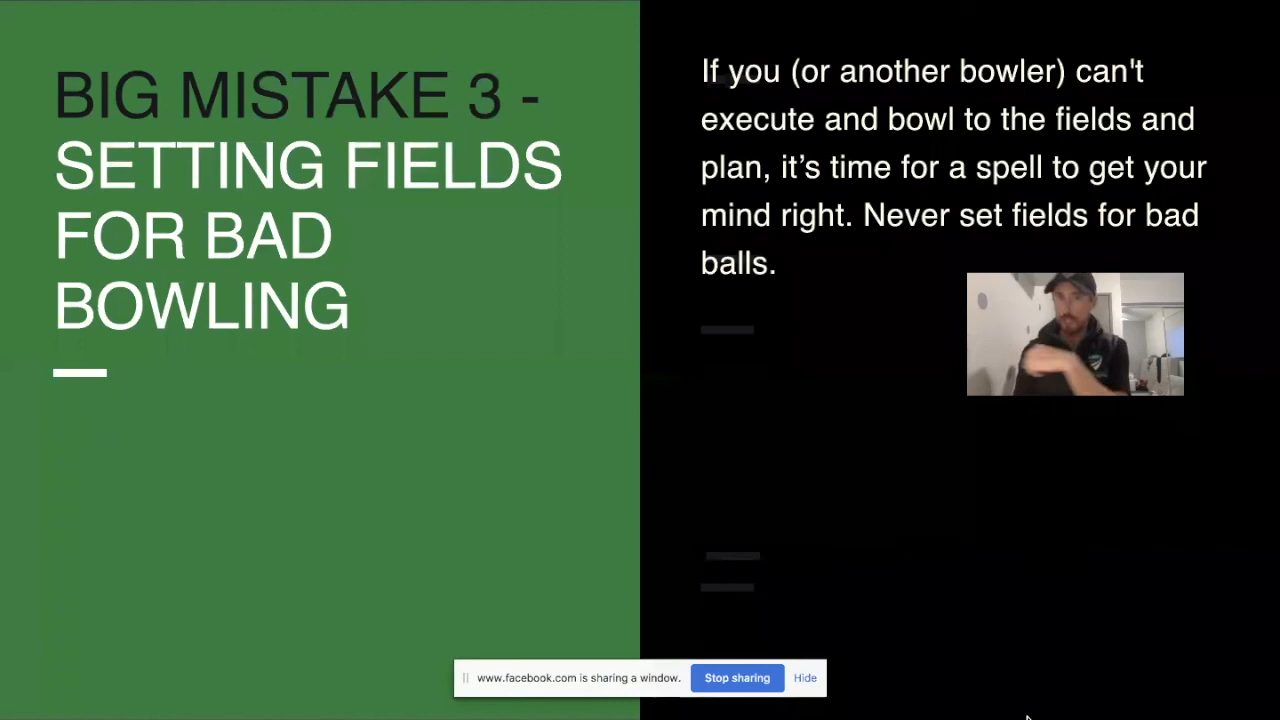 BIG MISTAKE 3 -
SETTING FIELDS
FOR BAD
BOWLING
If you (or another bowler) can't
execute and bowl to the fields and
plan, it’s time for a spell to get your
mind right. Never set fields for bad
balls.
www.facebook.com is sharing a window.
Stop sharing
Hide